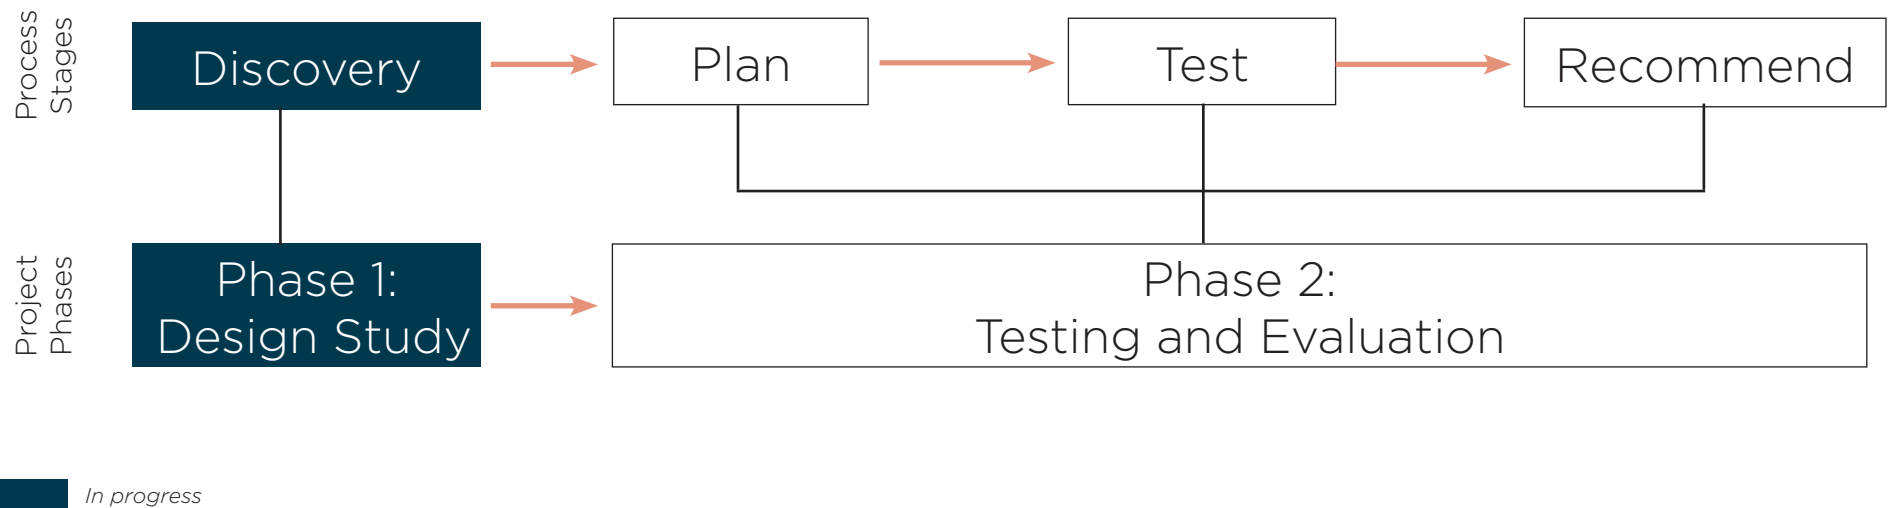 Process
Stages
Discovery
Plan
Test
Recommend
Project
Phases
Phase 1:
Design Study
Phase 2:
Testing and Evaluation
In progress